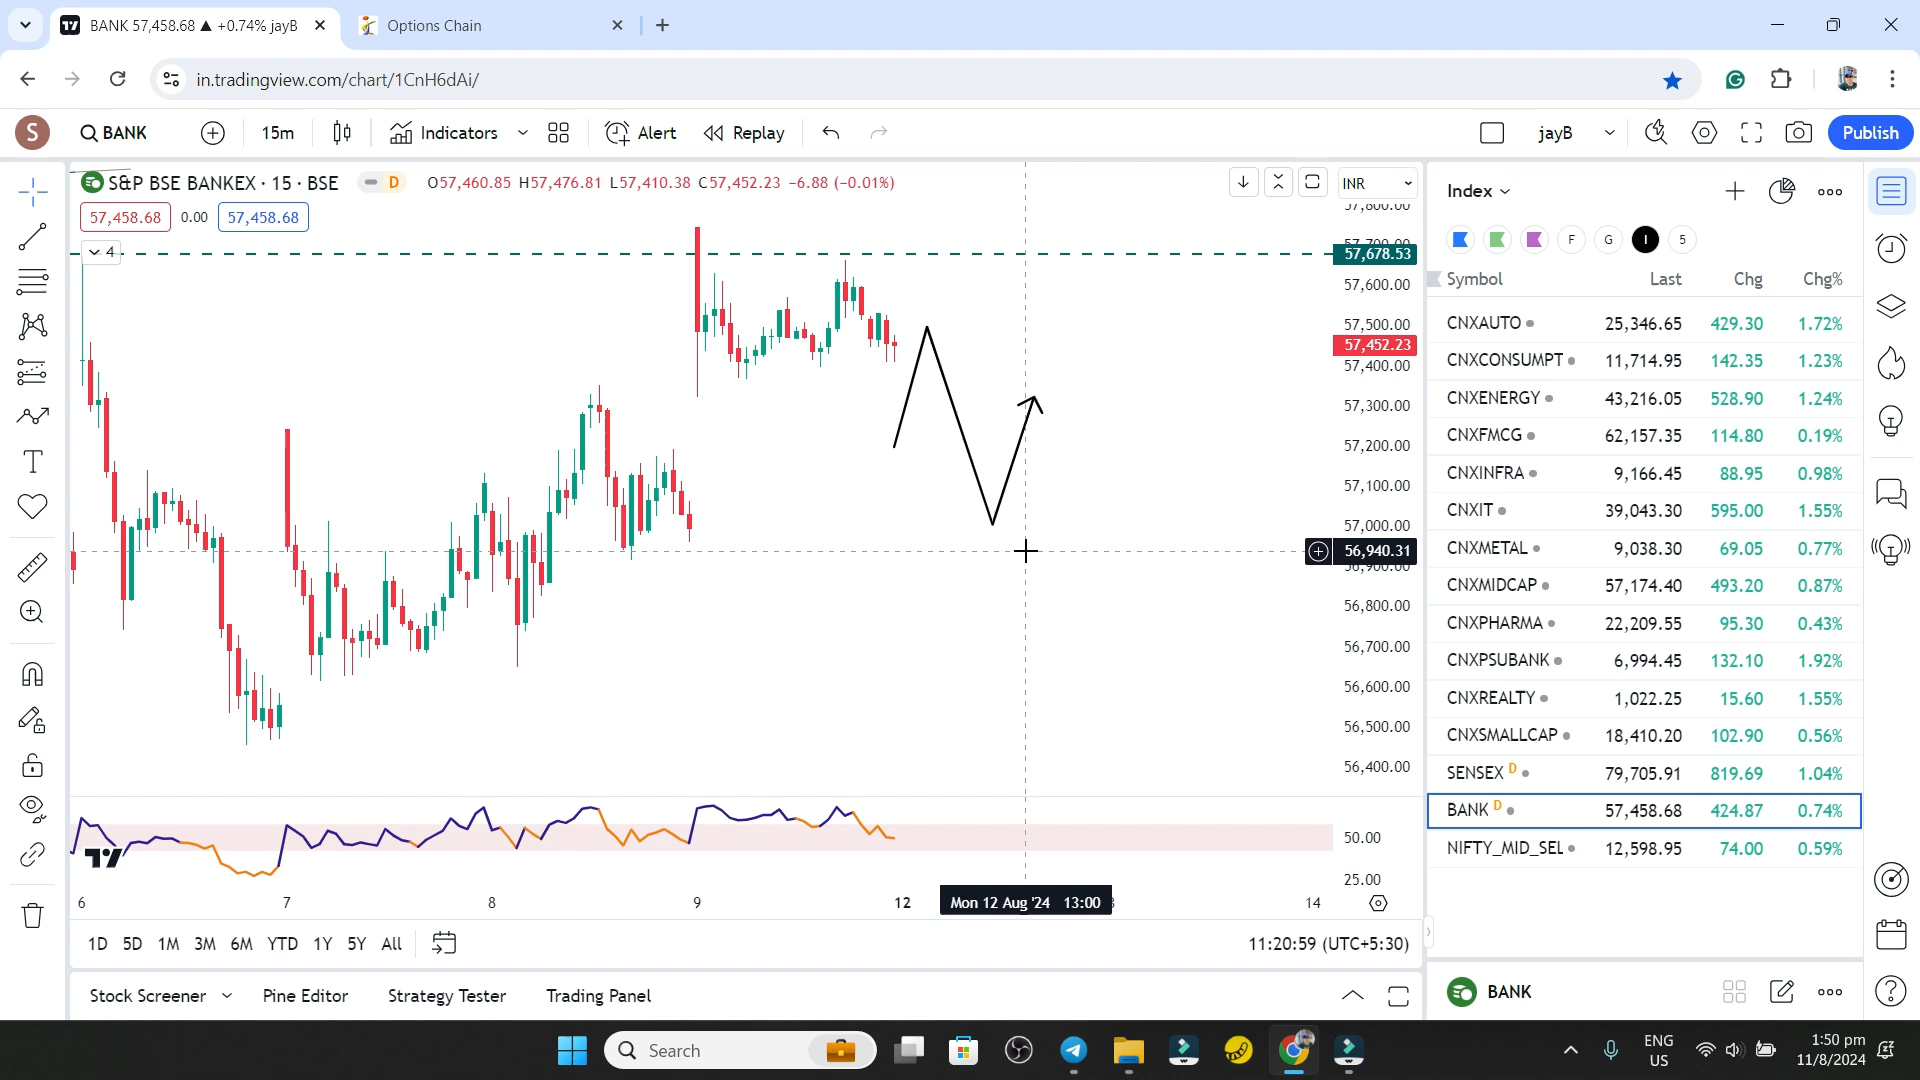 BANK 57,458.68 ▲ +0.74% jayB
Options Chain
in.tradingview.com/chart/1CnH6dAi/
S
BANK
15m
Indicators
Alert
Replay
jayB
Publish
S&P BSE BANKEX · 15 · BSE
D
O57,460.85 H57,476.81 L57,410.38 C57,452.23 −6.88 (−0.01%)
INR
57,458.68
0.00
57,458.68
4
57,800.00
57,700.00
57,678.53
57,600.00
57,500.00
57,452.23
57,400.00
57,300.00
57,200.00
57,100.00
57,000.00
56,940.31
56,900.00
56,800.00
56,700.00
56,600.00
56,500.00
56,400.00
50.00
25.00
6 7 8 9 12 Mon 12 Aug '24 13:00 14
1D 5D 1M 3M 6M YTD 1Y 5Y All
11:20:59 (UTC+5:30)
Stock Screener
Pine Editor
Strategy Tester
Trading Panel
Index
F G I 5
Symbol Last Chg Chg%
CNXAUTO 25,346.65 429.30 1.72%
CNXCONSUMPT 11,714.95 142.35 1.23%
CNXENERGY 43,216.05 528.90 1.24%
CNXFMCG 62,157.35 114.80 0.19%
CNXINFRA 9,166.45 88.95 0.98%
CNXIT 39,043.30 595.00 1.55%
CNXMETAL 9,038.30 69.05 0.77%
CNXMIDCAP 57,174.40 493.20 0.87%
CNXPHARMA 22,209.55 95.30 0.43%
CNXPSUBANK 6,994.45 132.10 1.92%
CNXREALTY 1,022.25 15.60 1.55%
CNXSMALLCAP 18,410.20 102.90 0.56%
SENSEX D 79,705.91 819.69 1.04%
BANK D 57,458.68 424.87 0.74%
NIFTY_MID_SEL 12,598.95 74.00 0.59%
BANK
Search
ENG
US
1:50 pm
11/8/2024